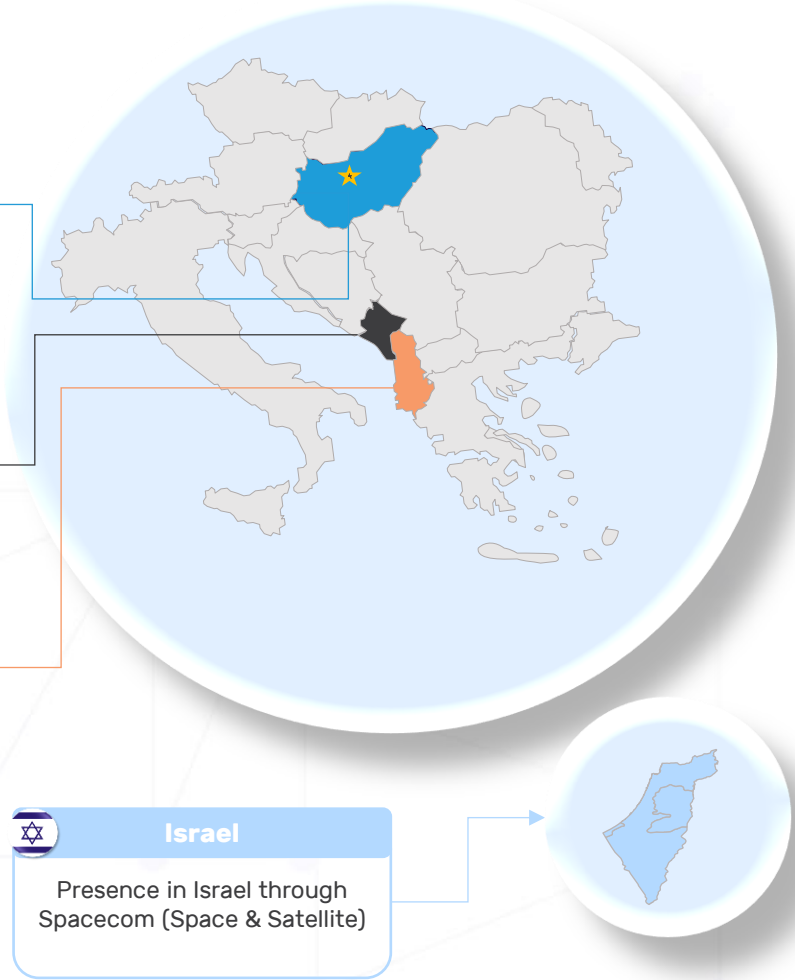 Israel
Presence in Israel through
Spacecom (Space & Satellite)